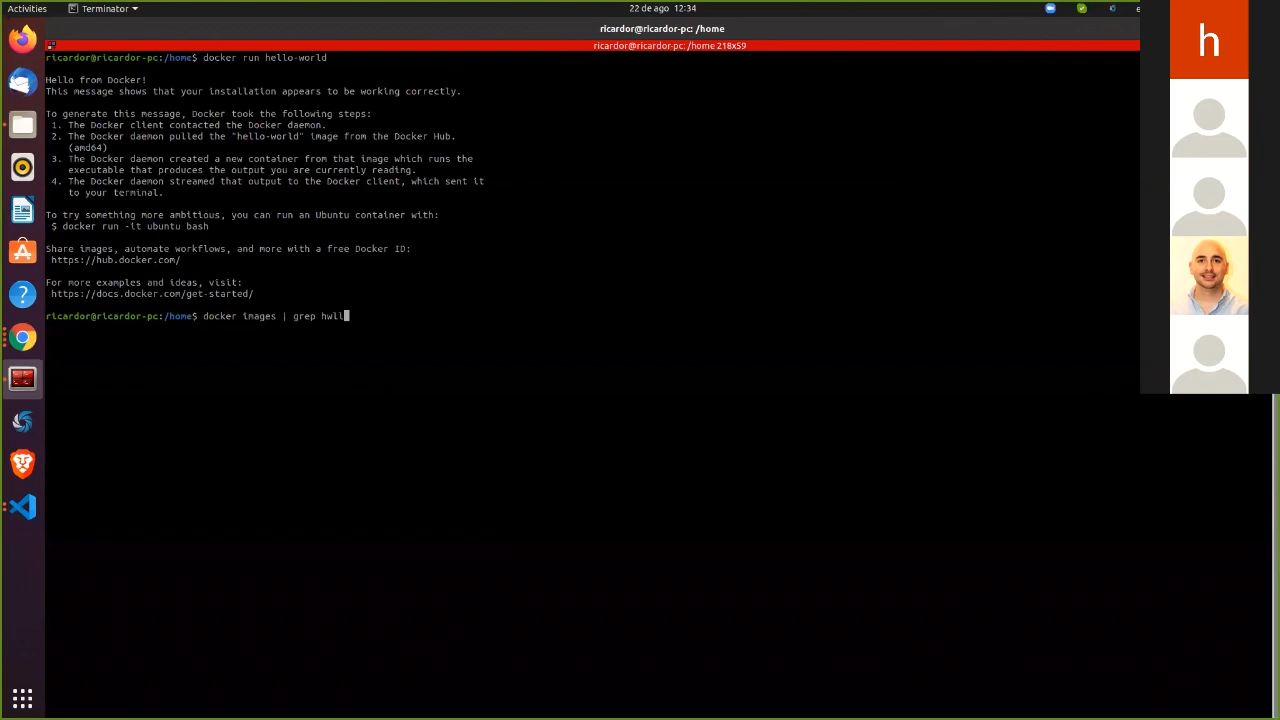 Activities
Terminator
22 de ago 12:34
ricardor@ricardor-pc: /home
ricardor@ricardor-pc: /home 218x59
ricardor@ricardor-pc:/home$ docker run hello-world
Hello from Docker!
This message shows that your installation appears to be working correctly.
To generate this message, Docker took the following steps:
1. The Docker client contacted the Docker daemon.
2. The Docker daemon pulled the "hello-world" image from the Docker Hub.
(amd64)
3. The Docker daemon created a new container from that image which runs the
executable that produces the output you are currently reading.
4. The Docker daemon streamed that output to the Docker client, which sent it
to your terminal.
To try something more ambitious, you can run an Ubuntu container with:
$ docker run -it ubuntu bash
Share images, automate workflows, and more with a free Docker ID:
https://hub.docker.com/
For more examples and ideas, visit:
https://docs.docker.com/get-started/
ricardor@ricardor-pc:/home$ docker images | grep hwll
h